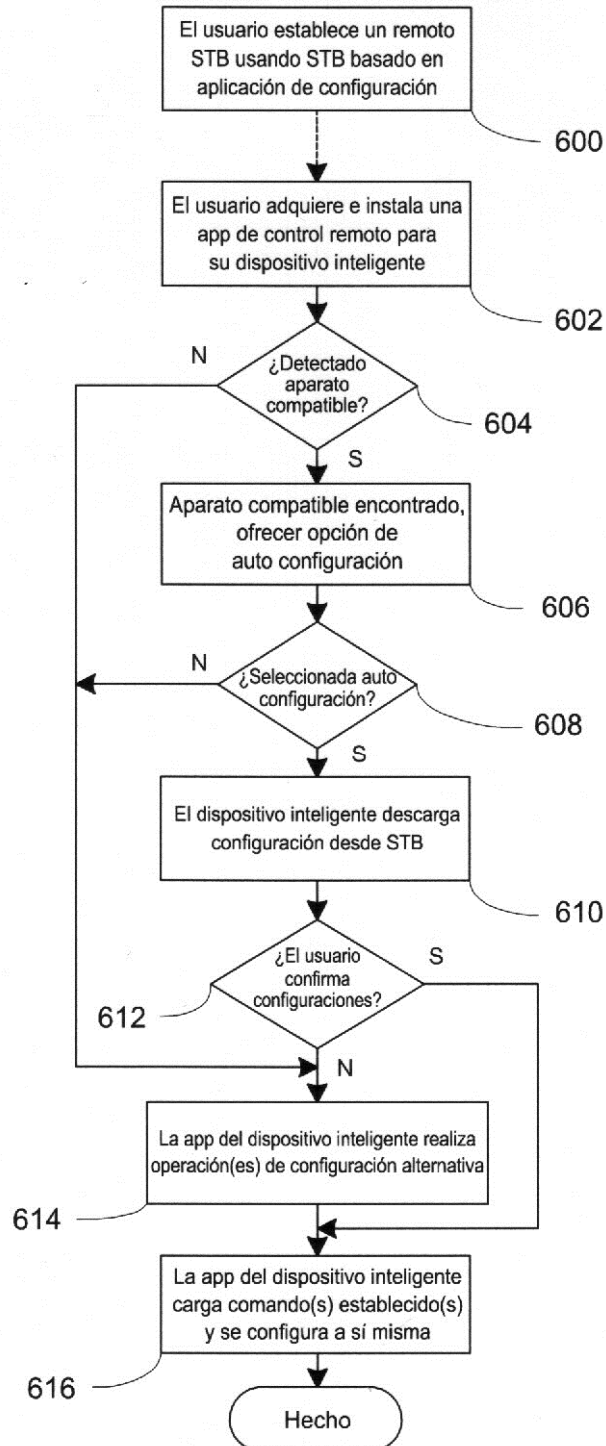 El usuario establece un remoto
STB usando STB basado en
aplicación de configuración
600
El usuario adquiere e instala una
app de control remoto para
su dispositivo inteligente
602
N
¿Detectado
aparato
compatible?
604
S
Aparato compatible encontrado,
ofrecer opción de
auto configuración
606
N
¿Seleccionada auto
configuración?
608
S
El dispositivo inteligente descarga
configuración desde STB
610
¿El usuario
confirma
configuraciones?
S
612
N
La app del dispositivo inteligente realiza
operación(es) de configuración alternativa
614
La app del dispositivo inteligente
carga comando(s) establecido(s)
y se configura a sí misma
616
Hecho